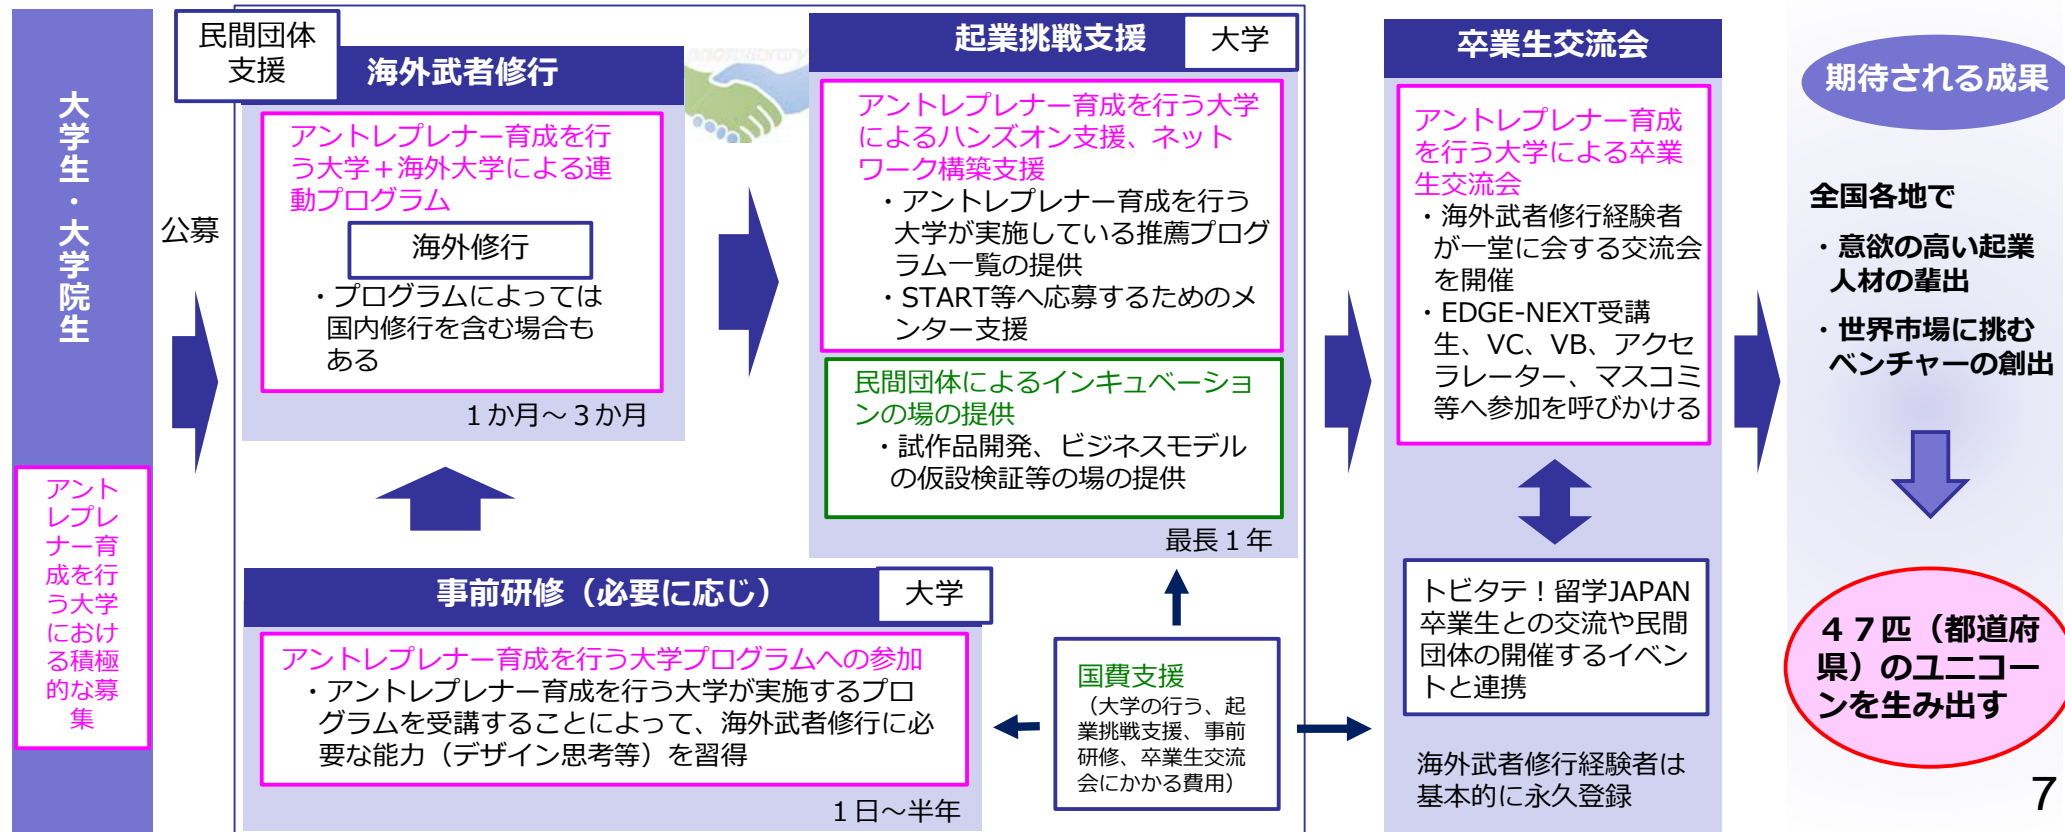 大学生・大学院生
アント
レプレ
ナー育
成を行
う大学
におけ
る積極
的な募
集
公募
民間団体
支援
海外武者修行
アントレプレナー育成を行
う大学＋海外大学による連
動プログラム
海外修行
・プログラムによっては
国内修行を含む場合も
ある
１か月～３か月
起業挑戦支援
大学
アントレプレナー育成を行う大学
によるハンズオン支援、ネット
ワーク構築支援
・アントレプレナー育成を行う
大学が実施している推薦プログ
ラム一覧の提供
・START等へ応募するためのメ
ンター支援
民間団体によるインキュベーショ
ンの場の提供
・試作品開発、ビジネスモデル
の仮設検証等の場の提供
最長１年
事前研修（必要に応じ）
大学
アントレプレナー育成を行う大学プログラムへの参加
・アントレプレナー育成を行う大学が実施するプロ
グラムを受講することによって、海外武者修行に必
要な能力（デザイン思考等）を習得
１日～半年
国費支援
（大学の行う、起
業挑戦支援、事前
研修、卒業生交流
会にかかる費用）
卒業生交流会
アントレプレナー育成
を行う大学による卒業
生交流会
・海外武者修行経験者
が一堂に会する交流会
を開催
・EDGE-NEXT受講
生、VC、VB、アクセ
ラレーター、マスコミ
等へ参加を呼びかける
トビタテ！留学JAPAN
卒業生との交流や民間
団体の開催するイベン
トと連携
海外武者修行経験者は
基本的に永久登録
期待される成果
全国各地で
・意欲の高い起業
人材の輩出
・世界市場に挑む
ベンチャーの創出
４７匹（都道府
県）のユニコー
ンを生み出す
7